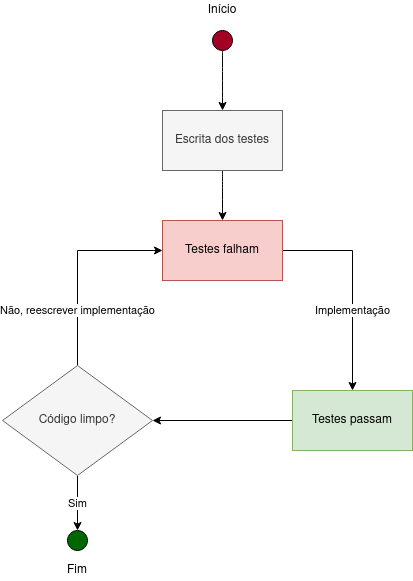 Início
Escrita dos testes
Testes falham
Não, reescrever implementação
Implementação
Código limpo?
Testes passam
Sim
Fim